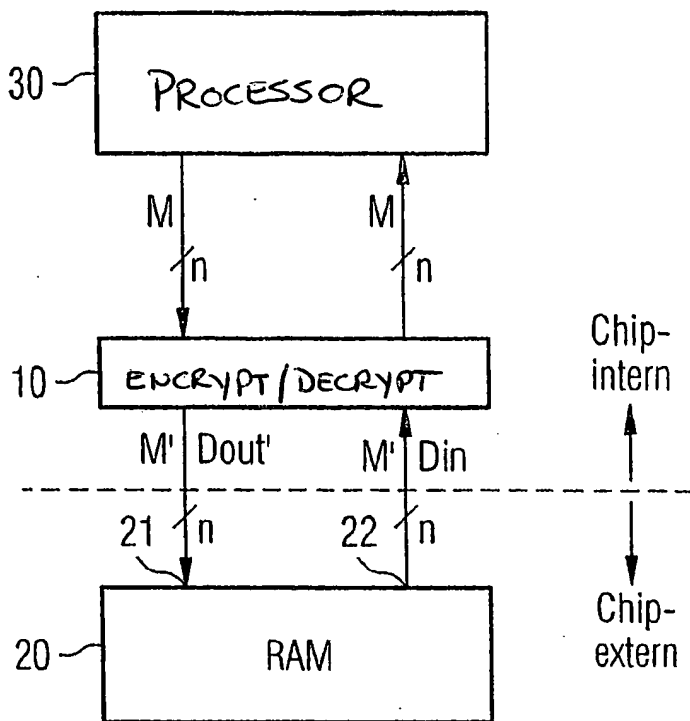 30
PROCESSOR
M
M
n
n
10
ENCRYPT/DECRYPT
Chip-
intern
M' Dout'
M' Din
21
n
22
n
20
RAM
Chip-
extern